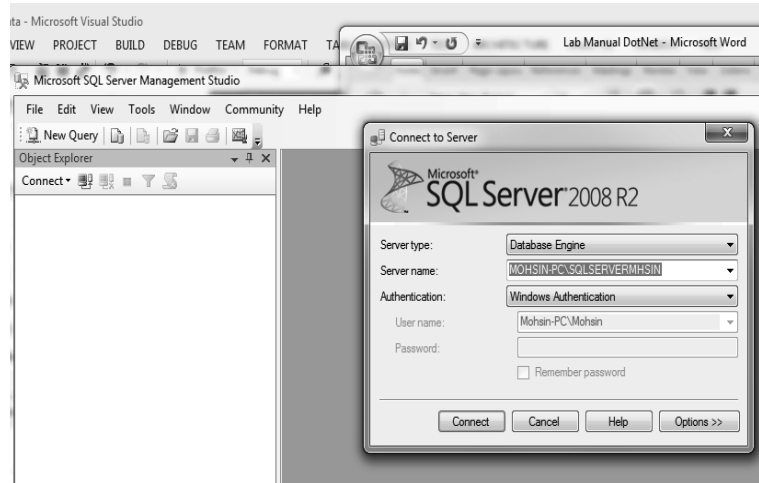 ta - Microsoft Visual Studio
VIEW PROJECT BUILD DEBUG TEAM FORMAT TA
Lab Manual DotNet - Microsoft Word
Microsoft SQL Server Management Studio
File Edit View Tools Window Community Help
New Query
Object Explorer
Connect
Connect to Server
Microsoft
SQL Server 2008 R2
Server type: Database Engine
Server name: MOHSIN-PC\SQLSERVERMHSIN
Authentication: Windows Authentication
User name: Mohsin-PC\Mohsin
Password:
Remember password
Connect Cancel Help Options >>